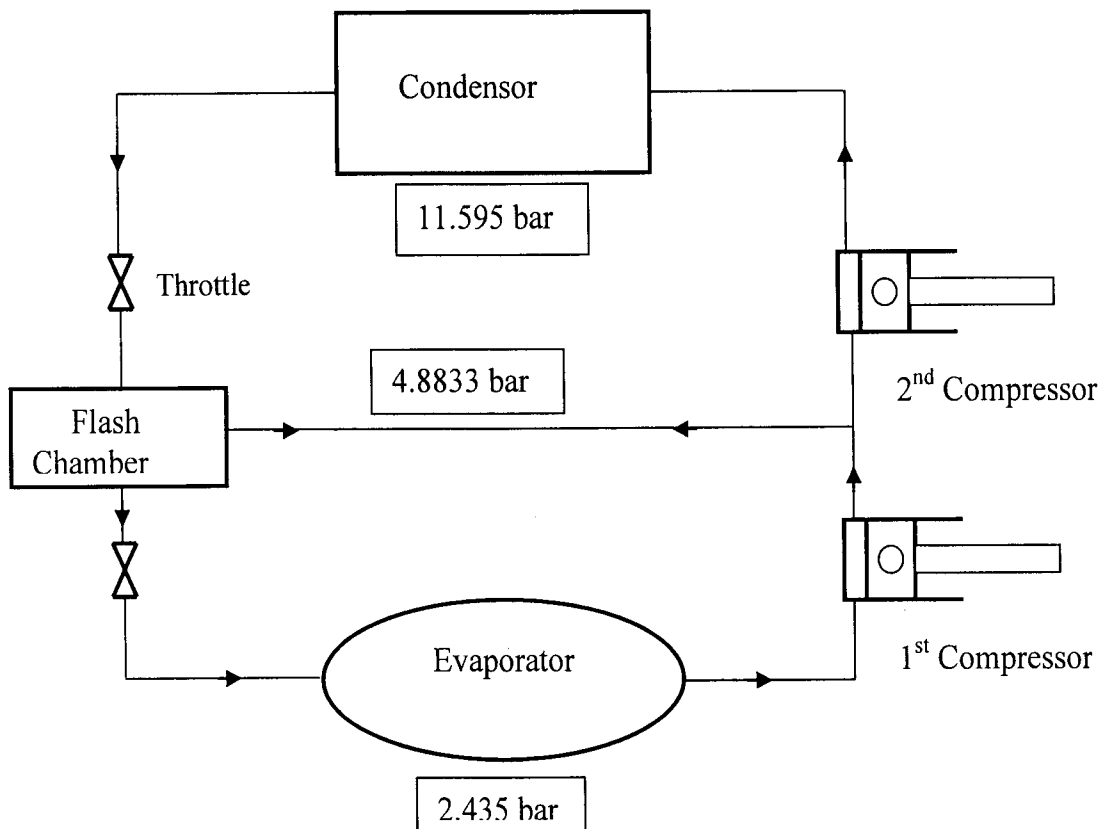 Condensor
11.595 bar
Throttle
4.8833 bar
2nd Compressor
Flash
Chamber
Evaporator
1st Compressor
2.435 bar